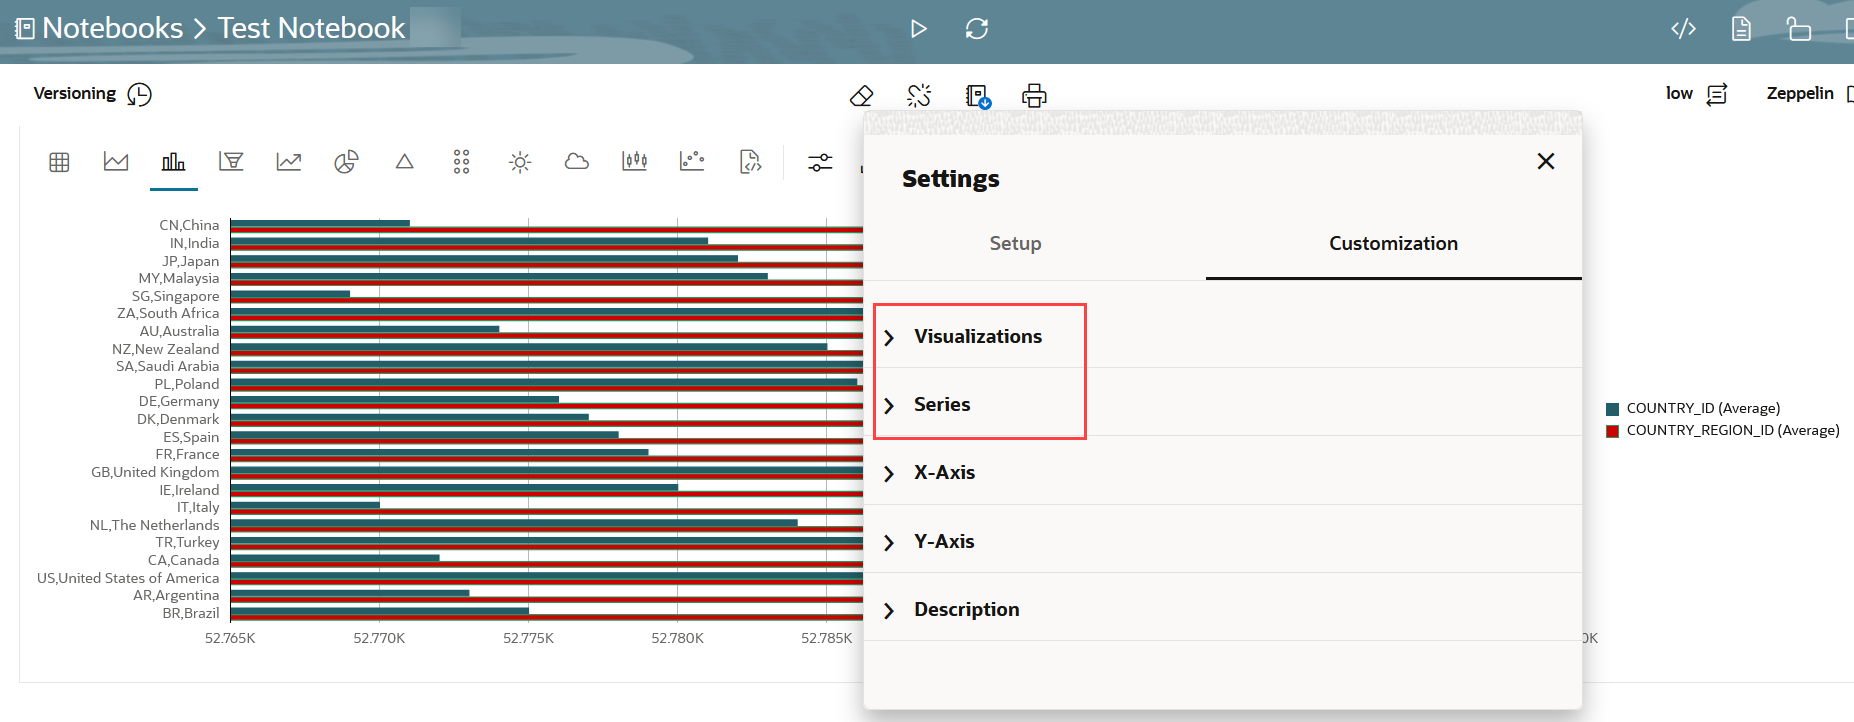 Notebooks > Test Notebook
Versioning
low
Zeppelin
Settings
Setup
Customization
Visualizations
Series
X-Axis
Y-Axis
Description
CN,China
IN,India
JP,Japan
MY,Malaysia
SG,Singapore
ZA,South Africa
AU,Australia
NZ,New Zealand
SA,Saudi Arabia
PL,Poland
DE,Germany
DK,Denmark
ES,Spain
FR,France
GB,United Kingdom
IE,Ireland
IT,Italy
NL,The Netherlands
TR,Turkey
CA,Canada
US,United States of America
AR,Argentina
BR,Brazil
52.765K 52.770K 52.775K 52.780K 52.785K 0K
COUNTRY_ID (Average)
COUNTRY_REGION_ID (Average)